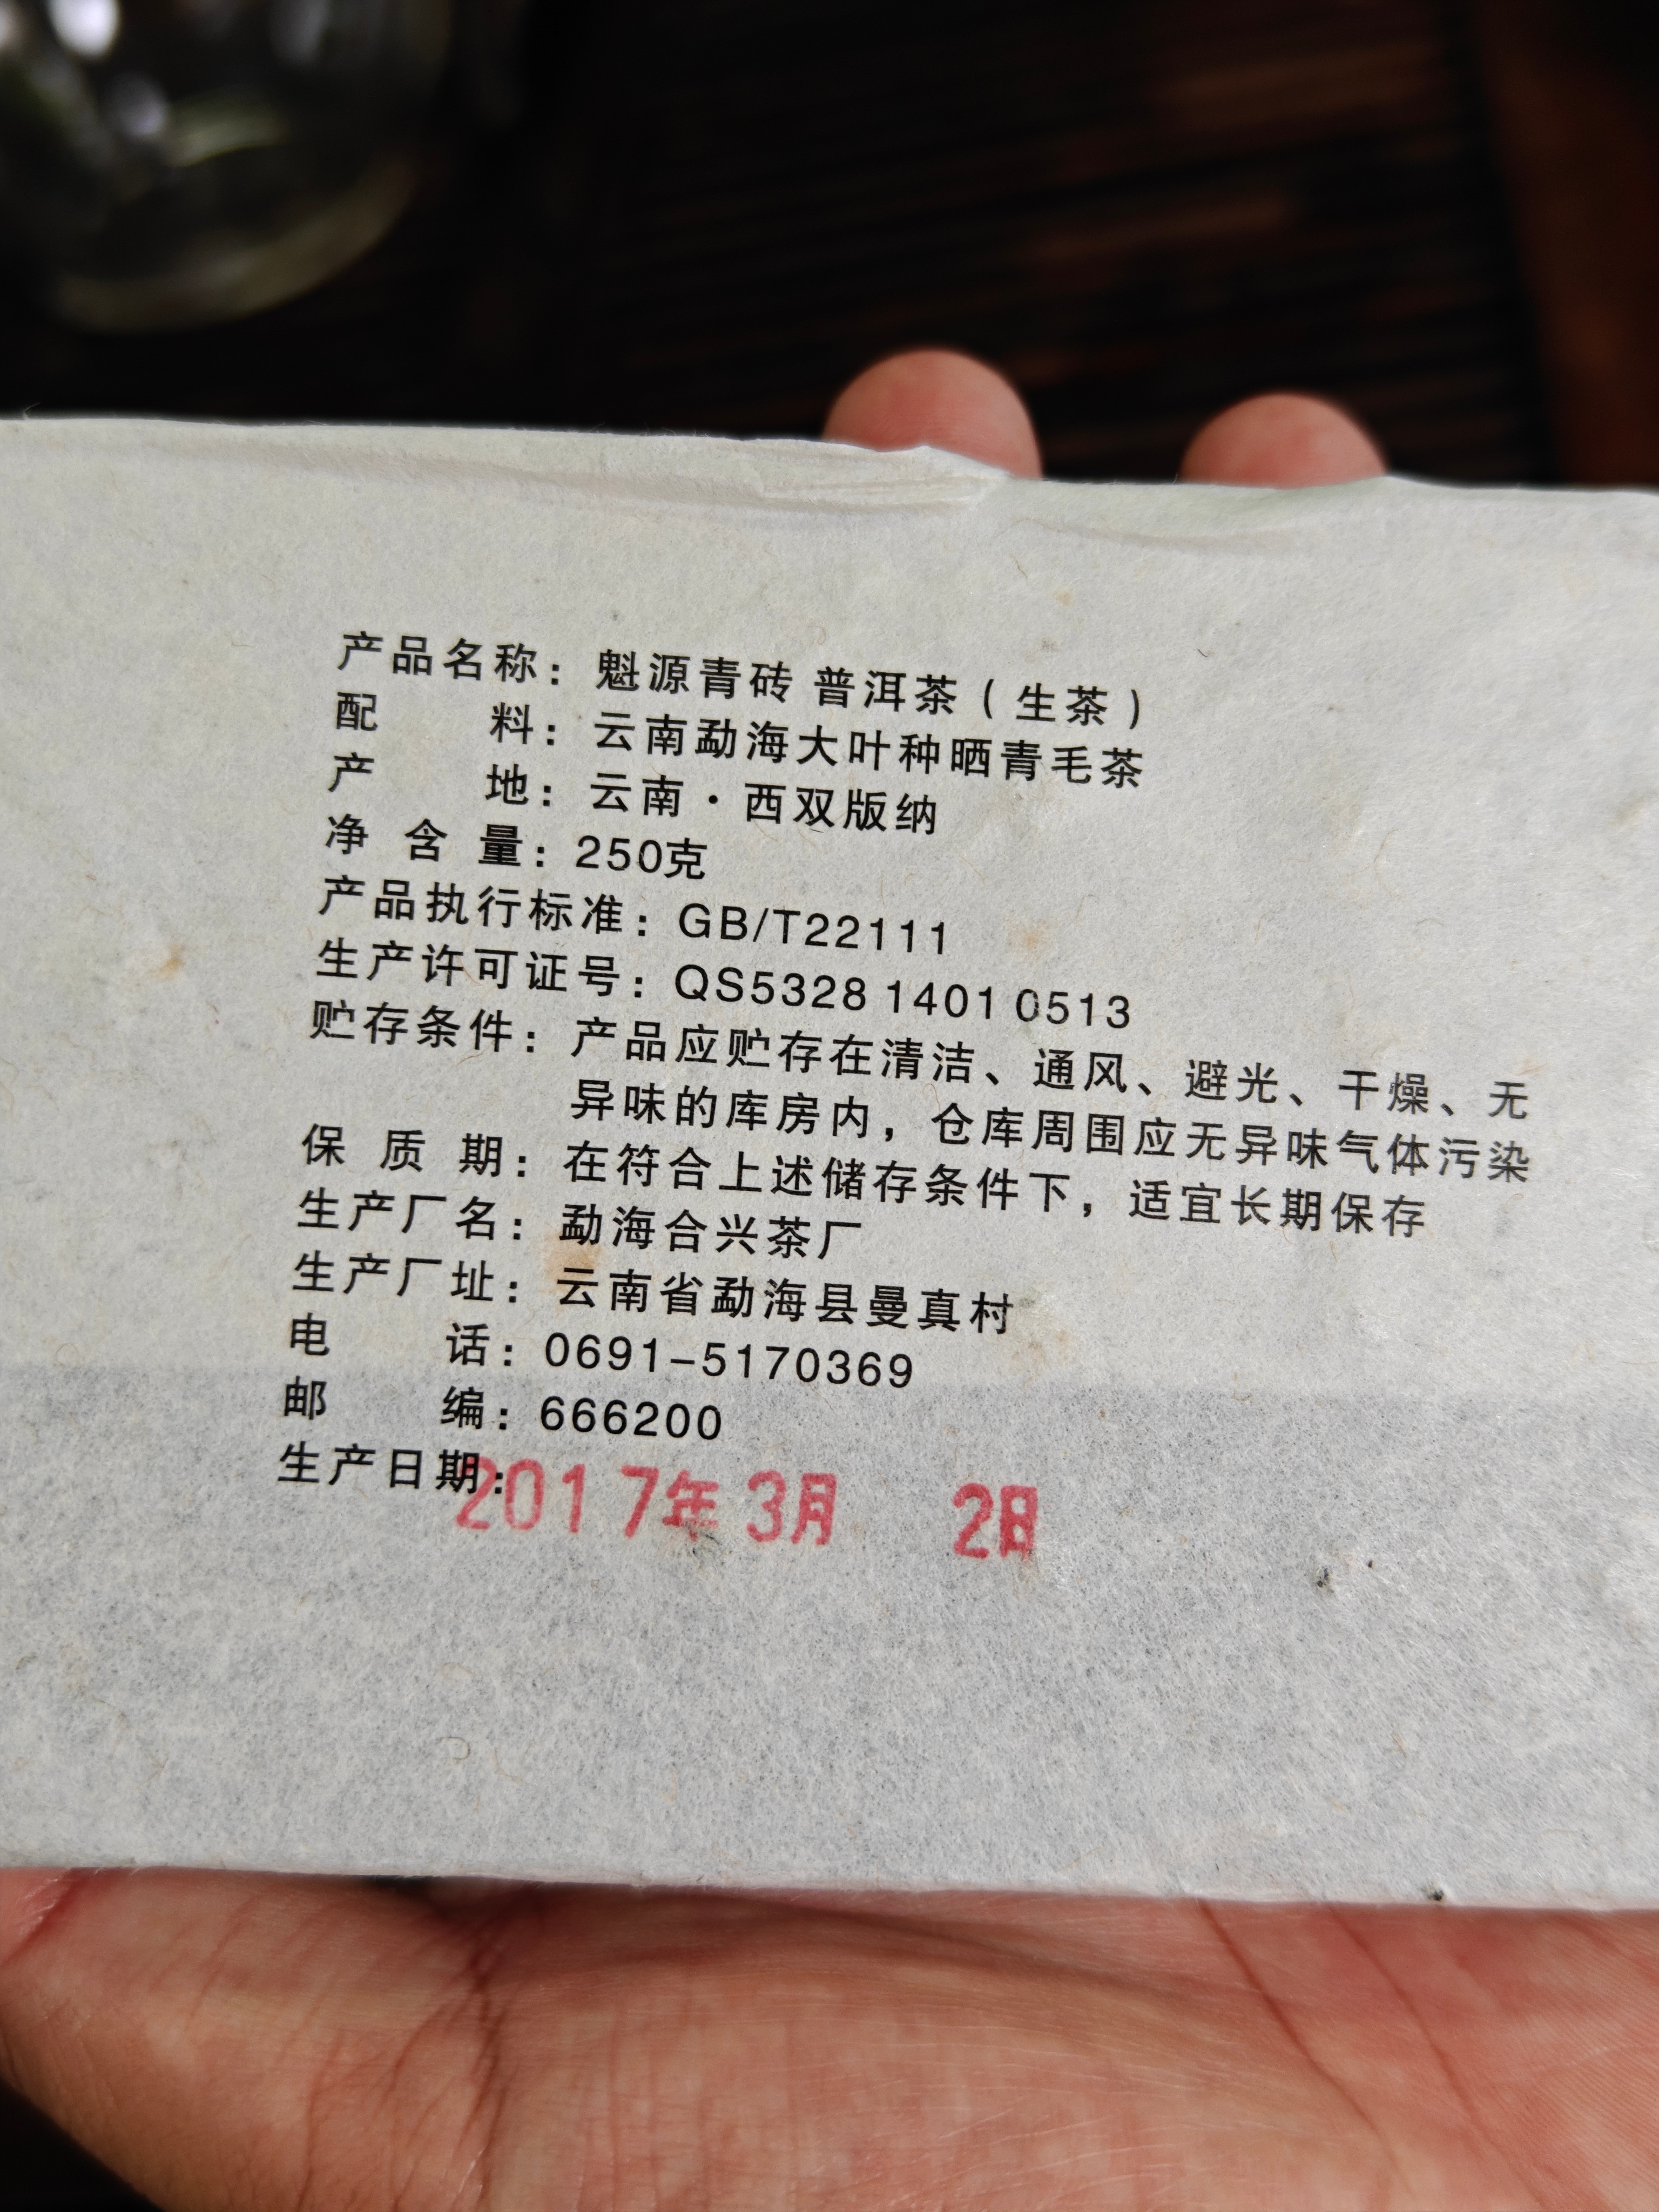 产品名称：魁源青砖 普洱茶（生茶）
配料：云南勐海大叶种晒青毛茶
产地：云南·西双版纳
净含量：250克
产品执行标准：GB/T22111
生产许可证号：QS5328 1401 0513
贮存条件：产品应贮存在清洁、通风、避光、干燥、无
异味的库房内，仓库周围应无异味气体污染
保质期：在符合上述储存条件下，适宜长期保存
生产厂名：勐海合兴茶厂
生产厂址：云南省勐海县曼真村
电话：0691-5170369
邮编：666200
生产日期：2017年3月 2日